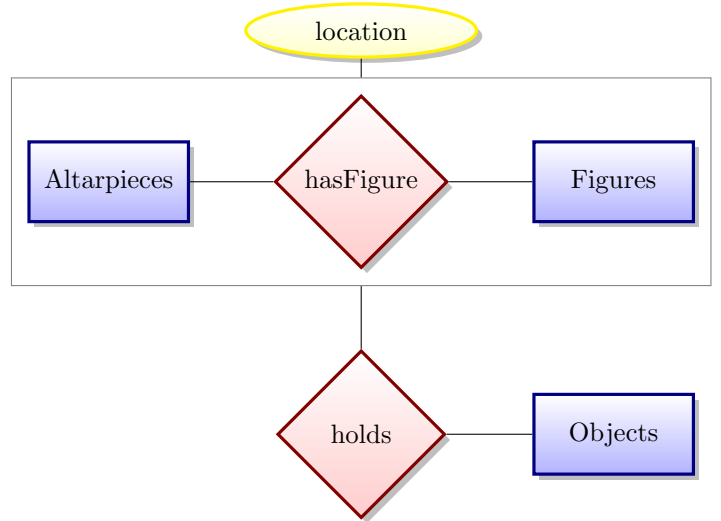 location
Altarpieces
hasFigure
Figures
holds
Objects